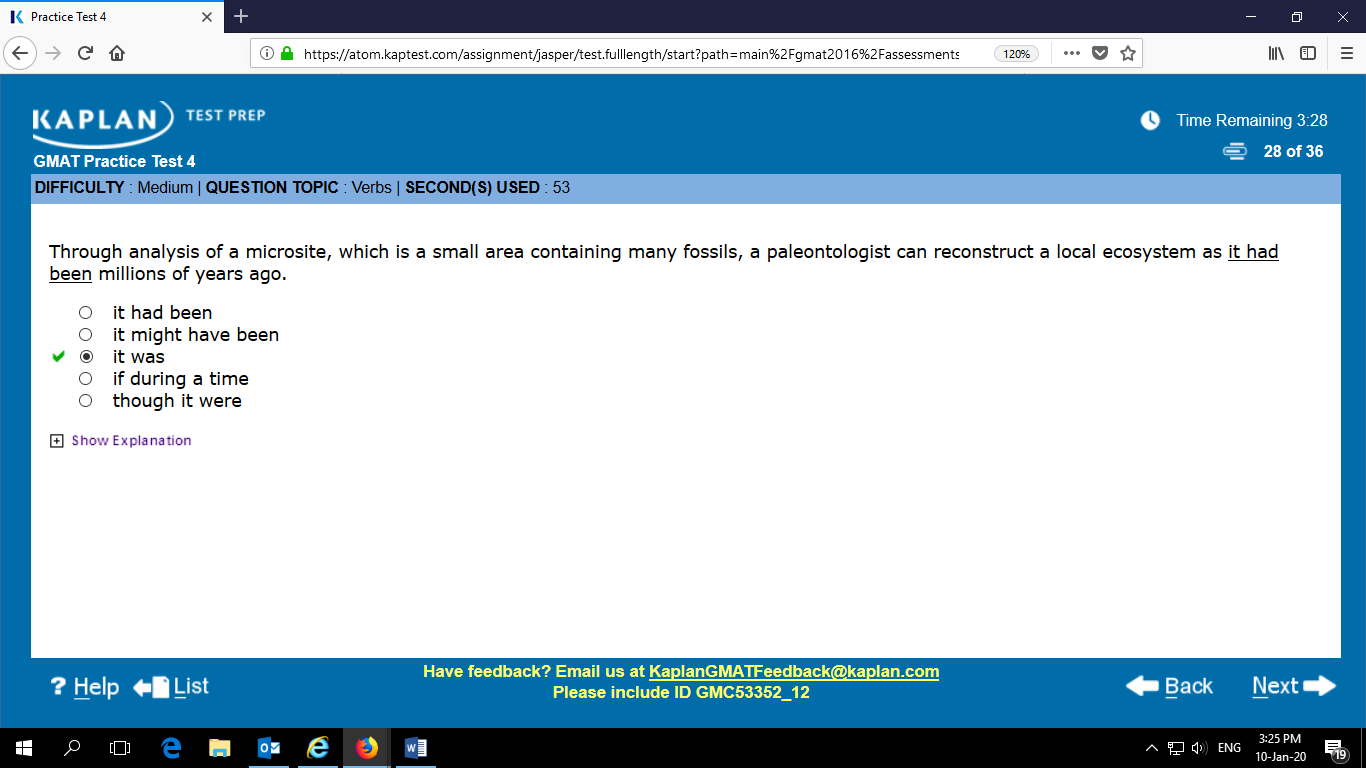 Practice Test 4
https://atom.kaptest.com/assignment/jasper/test.fulllength/start?path=main%2Fgmat2016%2Fassessments
120%
KAPLAN TEST PREP
Time Remaining 3:28
GMAT Practice Test 4
28 of 36
DIFFICULTY : Medium | QUESTION TOPIC : Verbs | SECOND(S) USED : 53
Through analysis of a microsite, which is a small area containing many fossils, a paleontologist can reconstruct a local ecosystem as it had
been millions of years ago.
it had been
it might have been
it was
if during a time
though it were
Show Explanation
Have feedback? Email us at KaplanGMATFeedback@kaplan.com
Please include ID GMC53352_12
? Help List
Back Next
ENG
3:25 PM
10-Jan-20
19